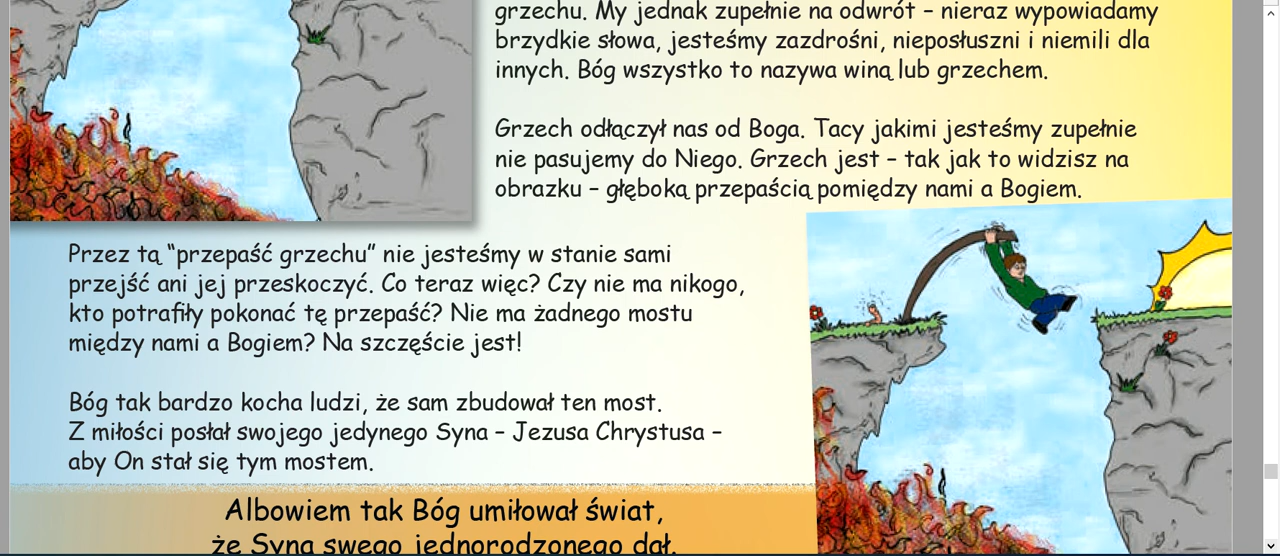 grzechu. My jednak zupełnie na odwrót – nieraz wypowiadamy
brzydkie słowa, jesteśmy zazdrośni, nieposłuszni i niemili dla
innych. Bóg wszystko to nazywa winą lub grzechem.
Grzech odłączył nas od Boga. Tacy jakimi jesteśmy zupełnie
nie pasujemy do Niego. Grzech jest – tak jak to widzisz na
obrazku – głęboką przepaścią pomiędzy nami a Bogiem.
Przez tą “przepaść grzechu” nie jesteśmy w stanie sami
przejść ani jej przeskoczyć. Co teraz więc? Czy nie ma nikogo,
kto potrafiły pokonać tę przepaść? Nie ma żadnego mostu
między nami a Bogiem? Na szczęście jest!
Bóg tak bardzo kocha ludzi, że sam zbudował ten most.
Z miłości posłał swojego jedynego Syna – Jezusa Chrystusa –
aby On stał się tym mostem.
Albowiem tak Bóg umiłował świat,
że Syna swego jednorodzonego dał,